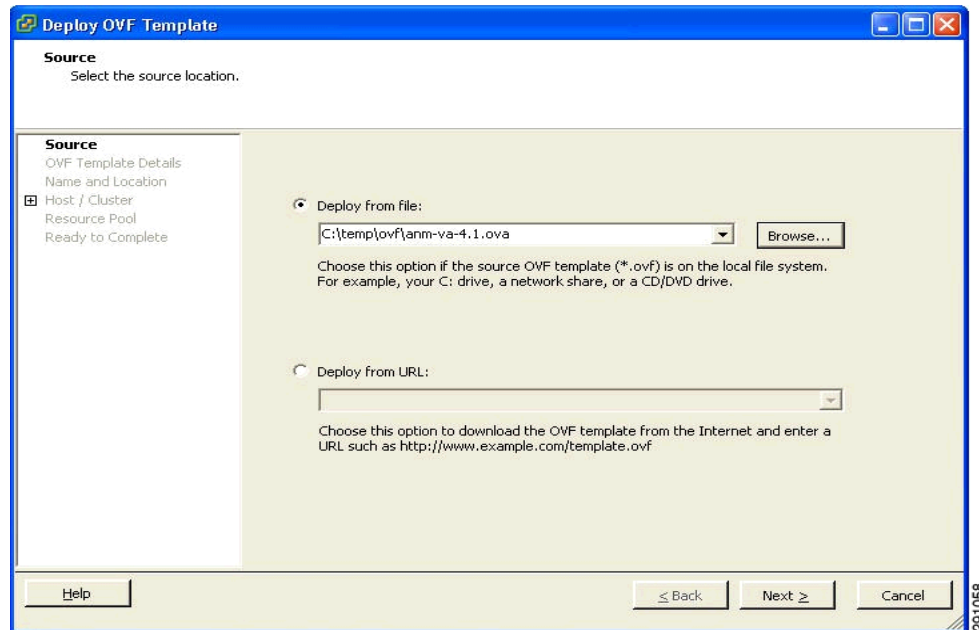 Deploy OVF Template
Source
Select the source location.
Source
OVF Template Details
Name and Location
Host / Cluster
Resource Pool
Ready to Complete
Deploy from file:
C:\temp\ovf\anm-va-4.1.ova
Browse...
Choose this option if the source OVF template (*.ovf) is on the local file system.
For example, your C: drive, a network share, or a CD/DVD drive.
Deploy from URL:
Choose this option to download the OVF template from the Internet and enter a
URL such as http://www.example.com/template.ovf
Help
≤ Back
Next ≥
Cancel